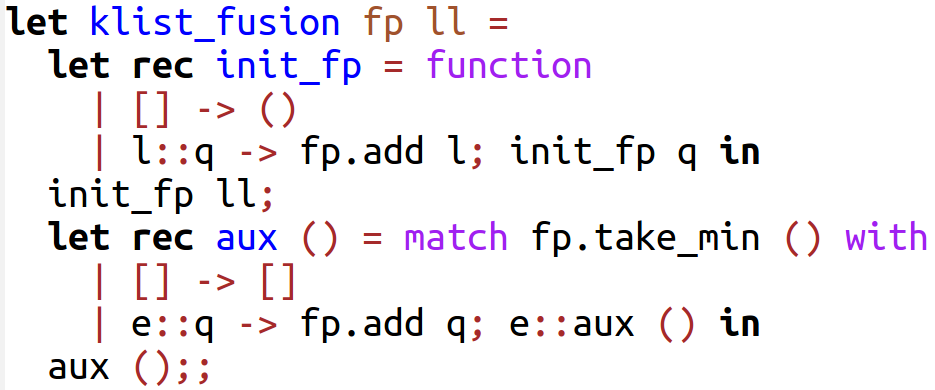 let klist_fusion fp ll =
  let rec init_fp = function
    | [] -> ()
    | l::q -> fp.add l; init_fp q in
  init_fp ll;
  let rec aux () = match fp.take_min () with
    | [] -> []
    | e::q -> fp.add q; e::aux () in
  aux ();;